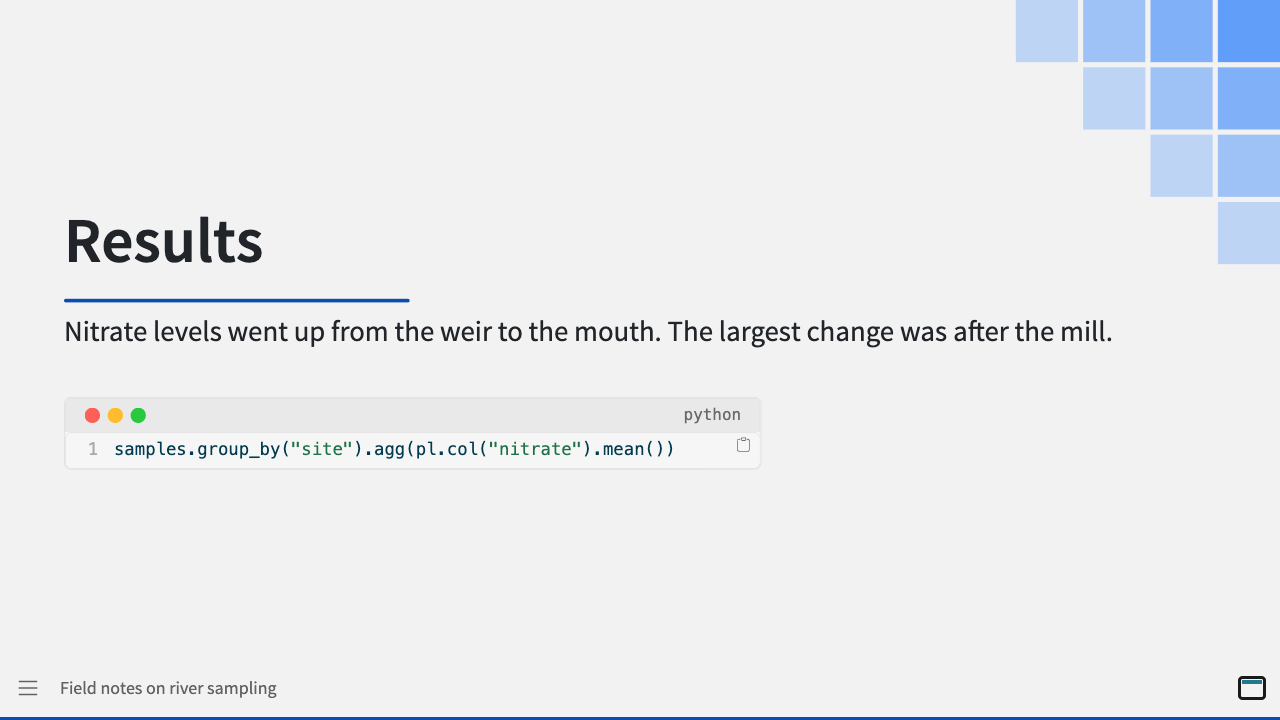 Results
Nitrate levels went up from the weir to the mouth. The largest change was after the mill.
python
1 samples.group_by("site").agg(pl.col("nitrate").mean())
Field notes on river sampling